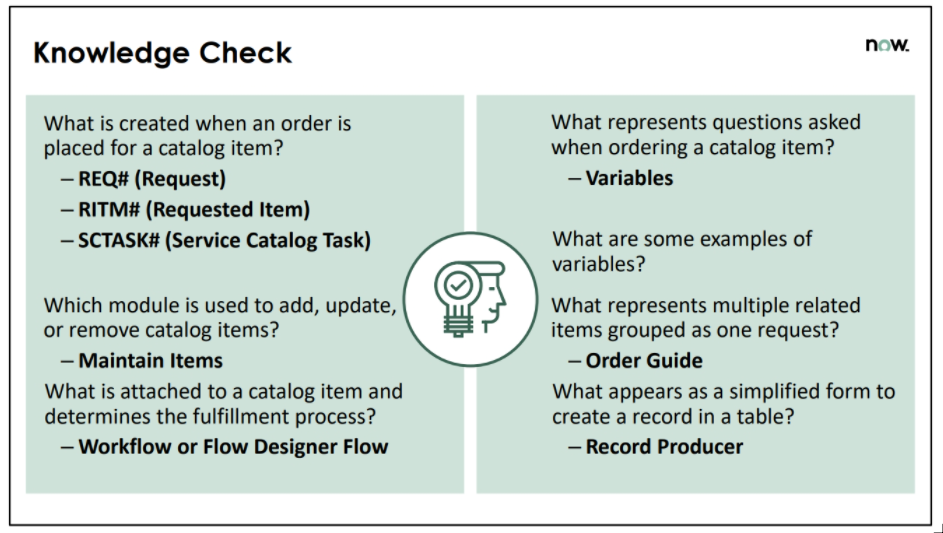 Knowledge Check
now.
What is created when an order is
placed for a catalog item?
– REQ# (Request)
– RITM# (Requested Item)
– SCTASK# (Service Catalog Task)
Which module is used to add, update,
or remove catalog items?
– Maintain Items
What is attached to a catalog item and
determines the fulfillment process?
– Workflow or Flow Designer Flow
What represents questions asked
when ordering a catalog item?
– Variables
What are some examples of
variables?
What represents multiple related
items grouped as one request?
– Order Guide
What appears as a simplified form to
create a record in a table?
– Record Producer